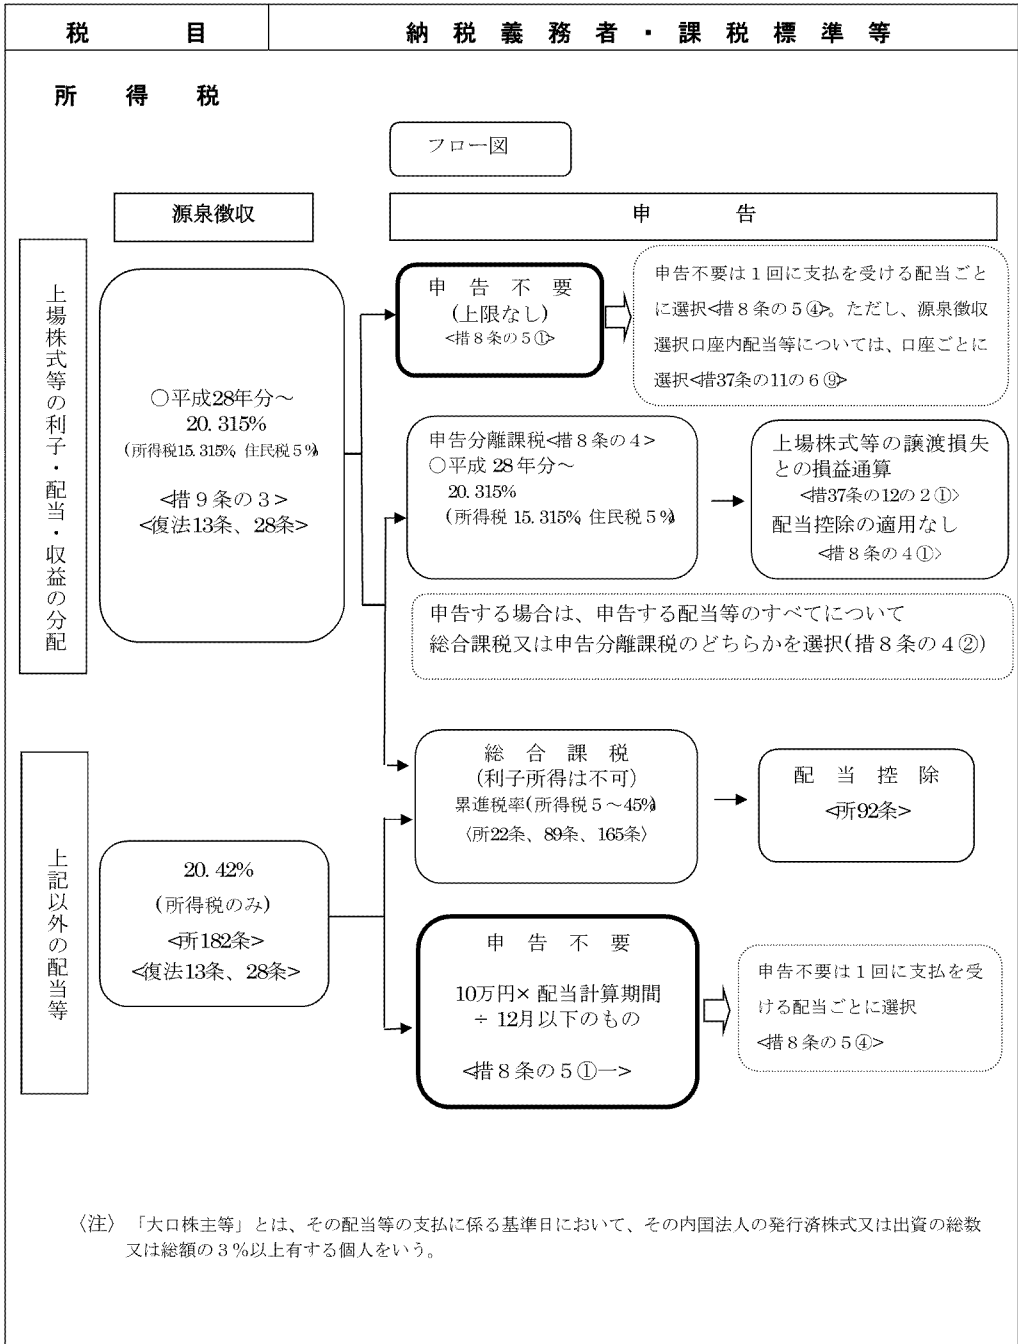 税　目
納税義務者・課税標準等
所得税
フロー図
源泉徴収
申　告
上場株式等の利子・配当・収益の分配
○平成28年分～
20.315%
(所得税15.315% 住民税５%)
<措９条の３>
<復法13条、28条>
申告不要
(上限なし)
<措８条の５①>
申告不要は１回に支払を受ける配当ごと
に選択<措８条の５④>。ただし、源泉徴収
選択口座内配当等については、口座ごとに
選択<措37条の11の６⑨>
申告分離課税<措８条の４>
○平成 28年分～
20.315%
(所得税 15.315%、住民税５%)
上場株式等の譲渡損失
との損益通算
<措37条の12の２①>
配当控除の適用なし
<措８条の４①>
申告する場合は、申告する配当等のすべてについて
総合課税又は申告分離課税のどちらかを選択(措８条の４②)
総合課税
(利子所得は不可)
累進税率(所得税５～45%)
〈所22条、89条、165条〉
配当控除
<所92条>
上記以外の配当等
20.42%
(所得税のみ)
<所182条>
<復法13条、28条>
申告不要
10万円× 配当計算期間
÷ 12月以下のもの
<措８条の５①一>
申告不要は１回に支払を受
ける配当ごとに選択
<措８条の５④>
〈注〉「大口株主等」とは、その配当等の支払に係る基準日において、その内国法人の発行済株式又は出資の総数
又は総額の３%以上有する個人をいう。